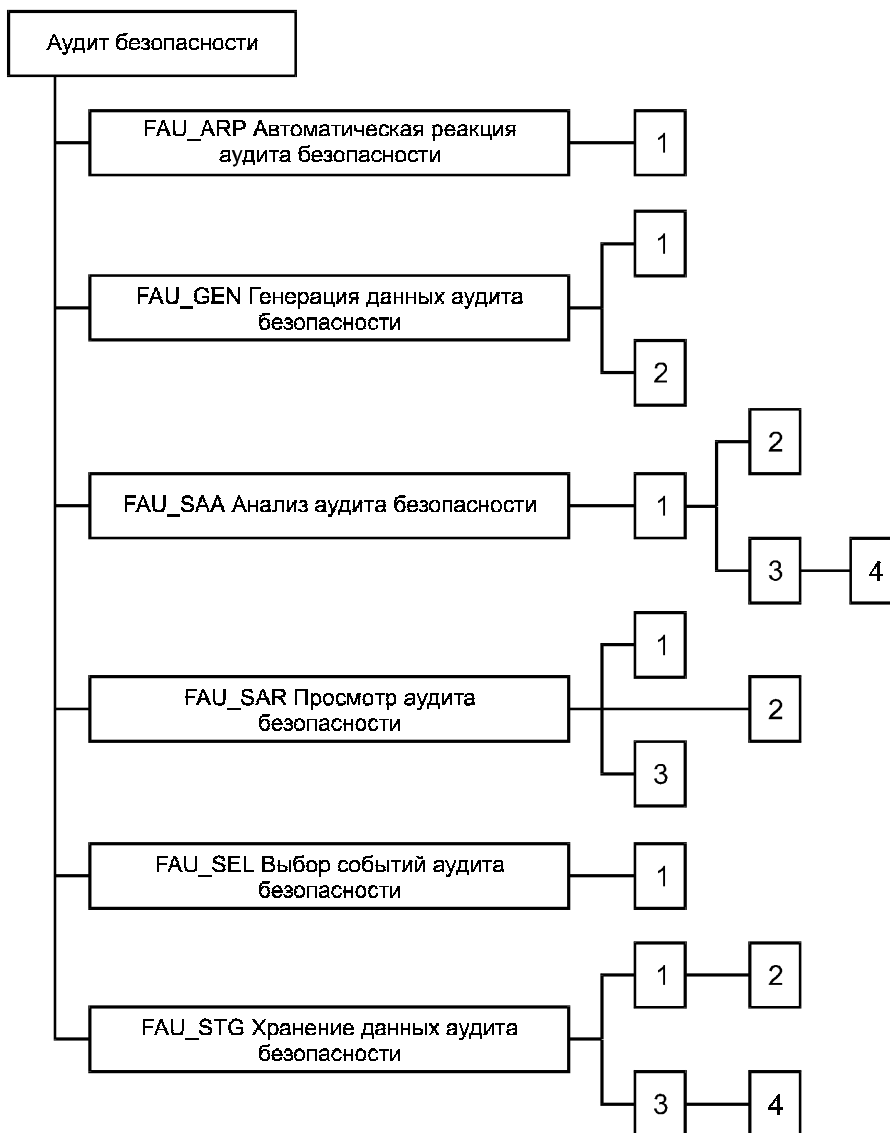 Аудит безопасности
FAU_ARP Автоматическая реакция
аудита безопасности
1
1
FAU_GEN Генерация данных аудита
безопасности
2
2
FAU_SAA Анализ аудита безопасности
1
3
4
1
FAU_SAR Просмотр аудита
безопасности
2
3
FAU_SEL Выбор событий аудита
безопасности
1
1
2
FAU_STG Хранение данных аудита
безопасности
3
4